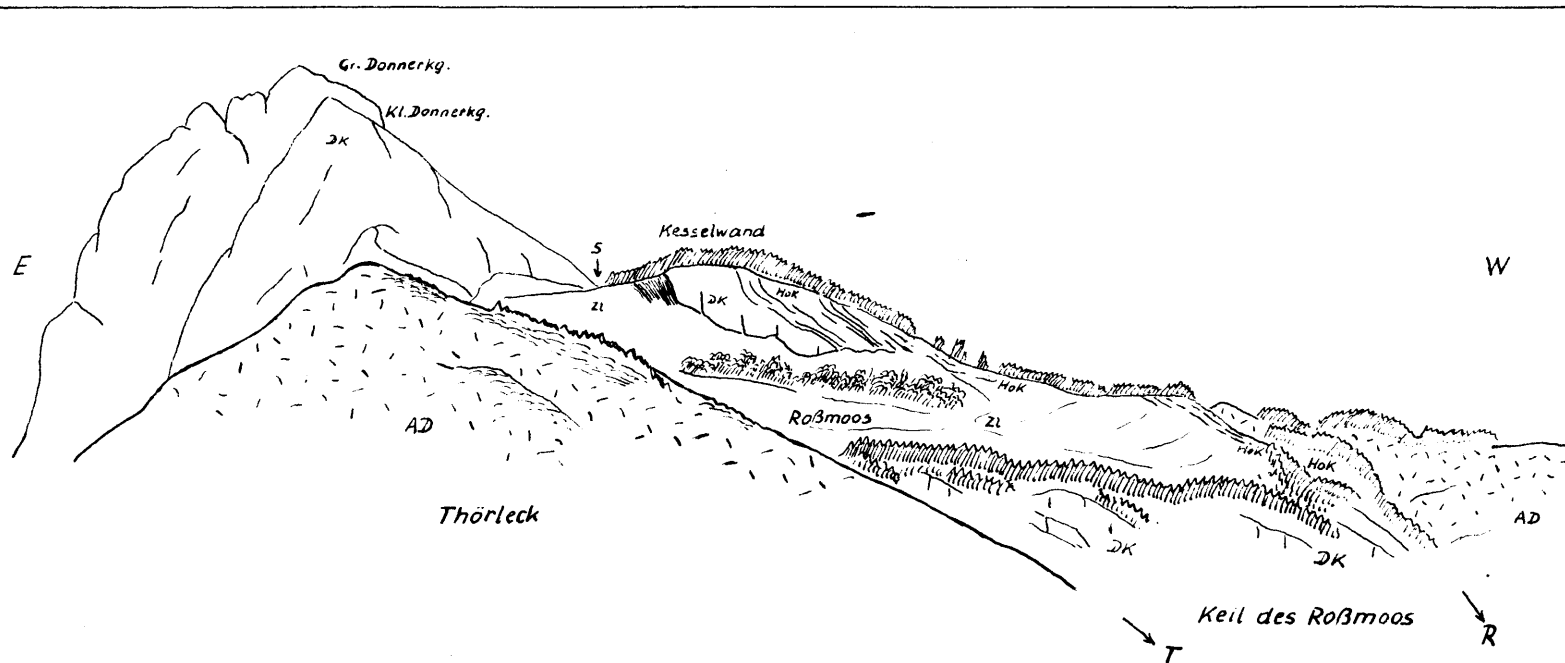 Gr. Donnerkg.
Kl. Donnerkg.
DK
E
S
Kesselwand
W
Zl
DK
HoK
HoK
Roßmoos
Zl
HoK
HoK
AD
AD
Thörleck
DK
DK
Keil des Roßmoos
T
R